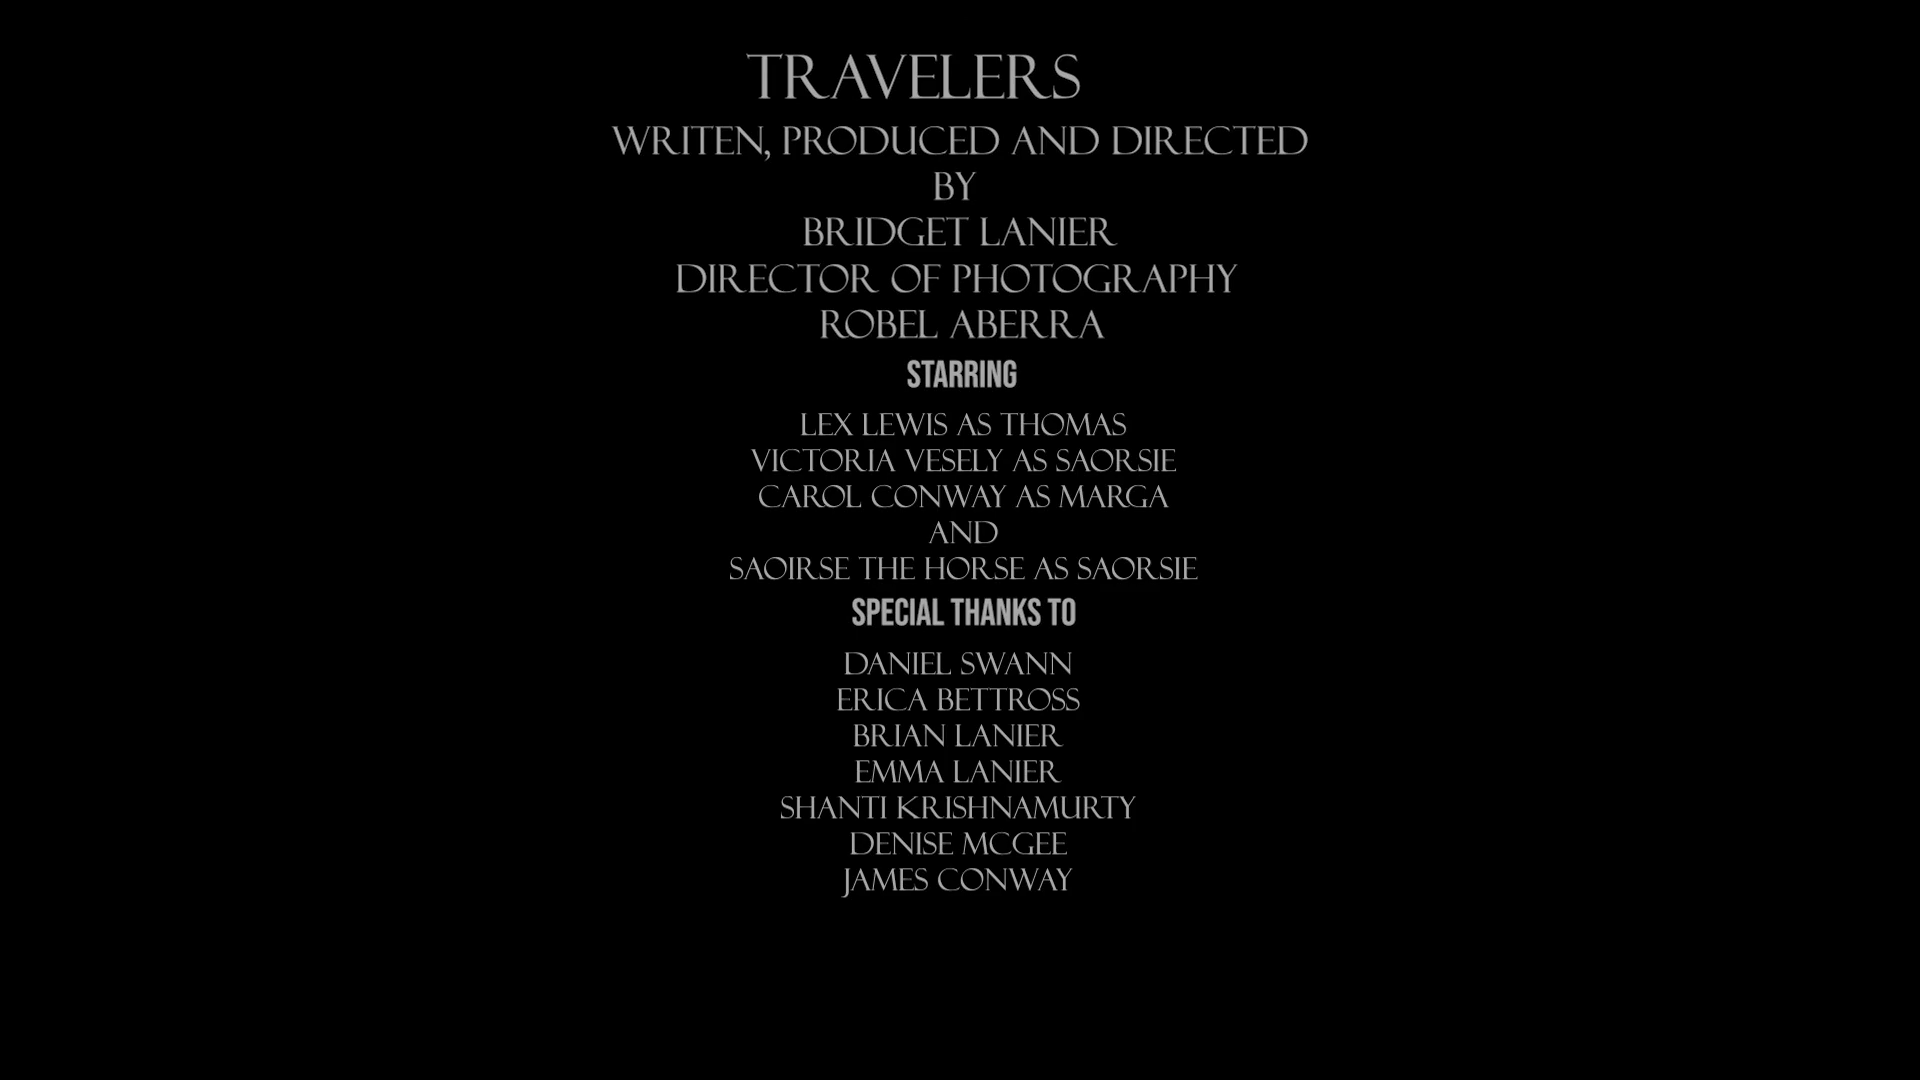 TRAVELERS
WRITEN, PRODUCED AND DIRECTED
BY
BRIDGET LANIER
DIRECTOR OF PHOTOGRAPHY
ROBEL ABERRA
STARRING
LEX LEWIS AS THOMAS
VICTORIA VESELY AS SAORSIE
CAROL CONWAY AS MARGA
AND
SAOIRSE THE HORSE AS SAORSIE
SPECIAL THANKS TO
DANIEL SWANN
ERICA BETTROSS
BRIAN LANIER
EMMA LANIER
SHANTI KRISHNAMURTY
DENISE MCGEE
JAMES CONWAY